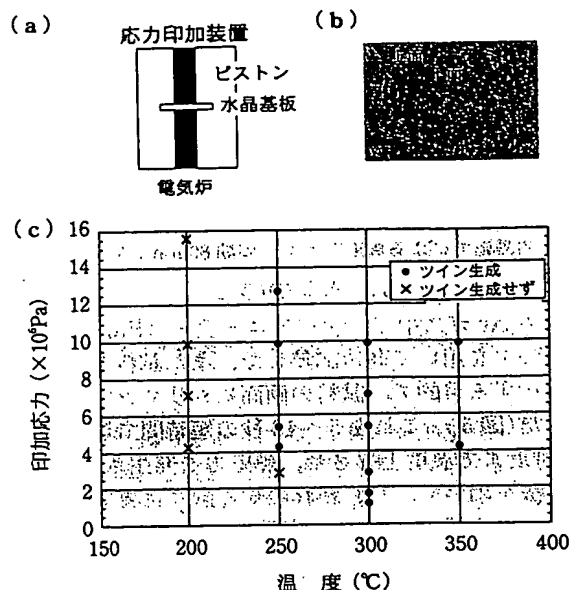 (a)
応力印加装置
ピストン
水晶基板
電気炉
(b)
(c)
印加応力 (×10⁶Pa)
16
14
12
10
8
6
4
2
0
● ツイン生成
× ツイン生成せず
150 200 250 300 350 400
温 度 (℃)